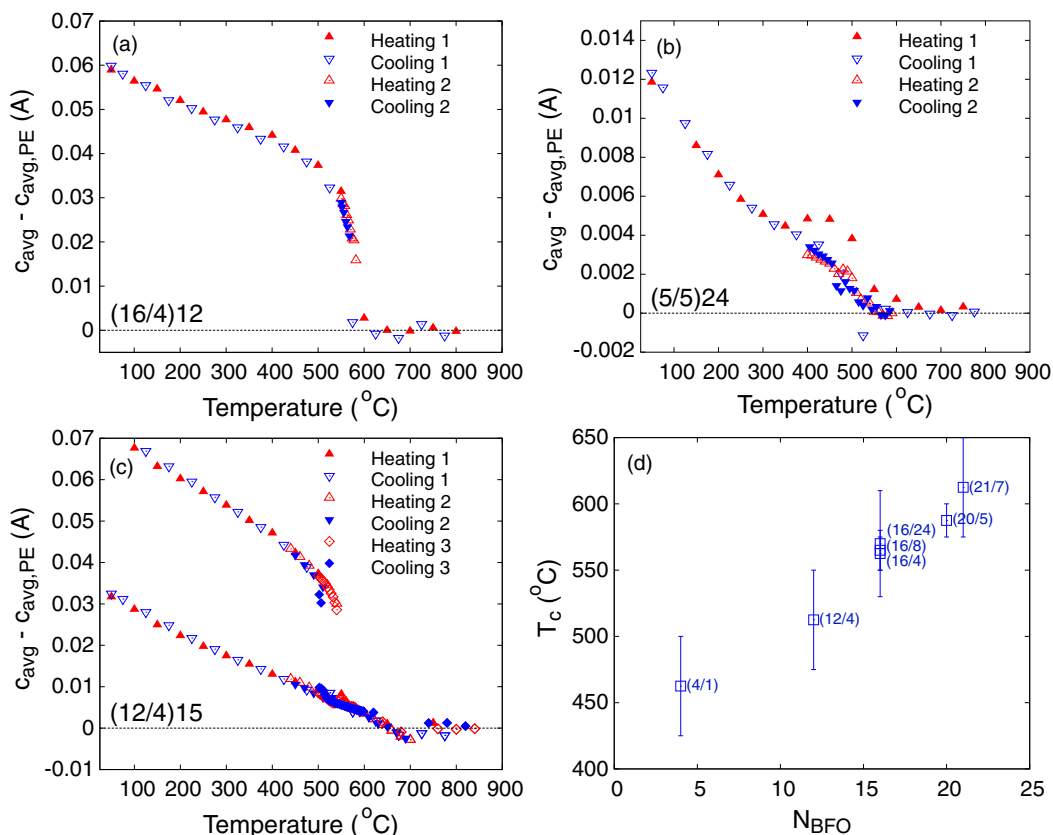 (a)
Heating 1
Cooling 1
Heating 2
Cooling 2
0.07
0.06
0.05
0.04
0.03
0.02
0.01
0
c_avg - c_avg,PE (A)
(16/4)12
100 200 300 400 500 600 700 800 900
Temperature (°C)
(b)
Heating 1
Cooling 1
Heating 2
Cooling 2
0.014
0.012
0.01
0.008
0.006
0.004
0.002
0
-0.002
c_avg - c_avg,PE (A)
(5/5)24
100 200 300 400 500 600 700 800 900
Temperature (°C)
(c)
Heating 1
Cooling 1
Heating 2
Cooling 2
Heating 3
Cooling 3
0.07
0.06
0.05
0.04
0.03
0.02
0.01
0
-0.01
c_avg - c_avg,PE (A)
(12/4)15
100 200 300 400 500 600 700 800 900
Temperature (°C)
(d)
650
600
550
500
450
400
T_c (°C)
(21/7)
(20/5)
(16/24)
(16/8)
(16/4)
(12/4)
(4/1)
0 5 10 15 20 25
N_BFO